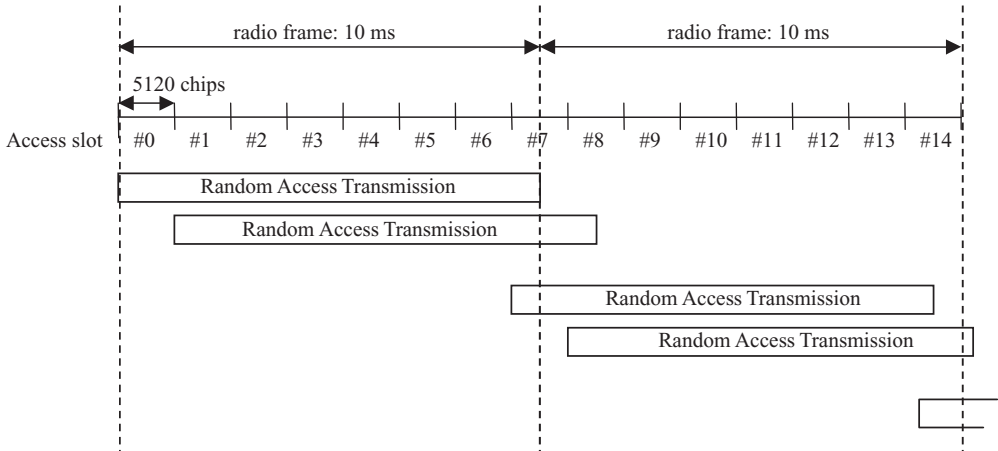 radio frame: 10 ms radio frame: 10 ms
5120 chips
Access slot #0 #1 #2 #3 #4 #5 #6 #7 #8 #9 #10 #11 #12 #13 #14
Random Access Transmission
Random Access Transmission
Random Access Transmission
Random Access Transmission